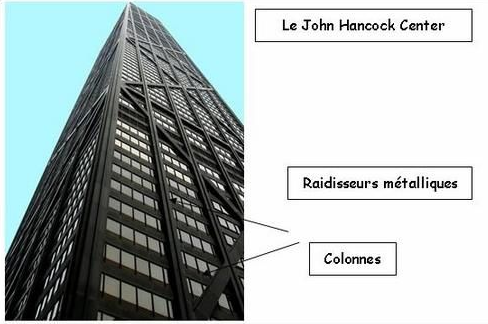 Le John Hancock Center
Raidisseurs métalliques
Colonnes